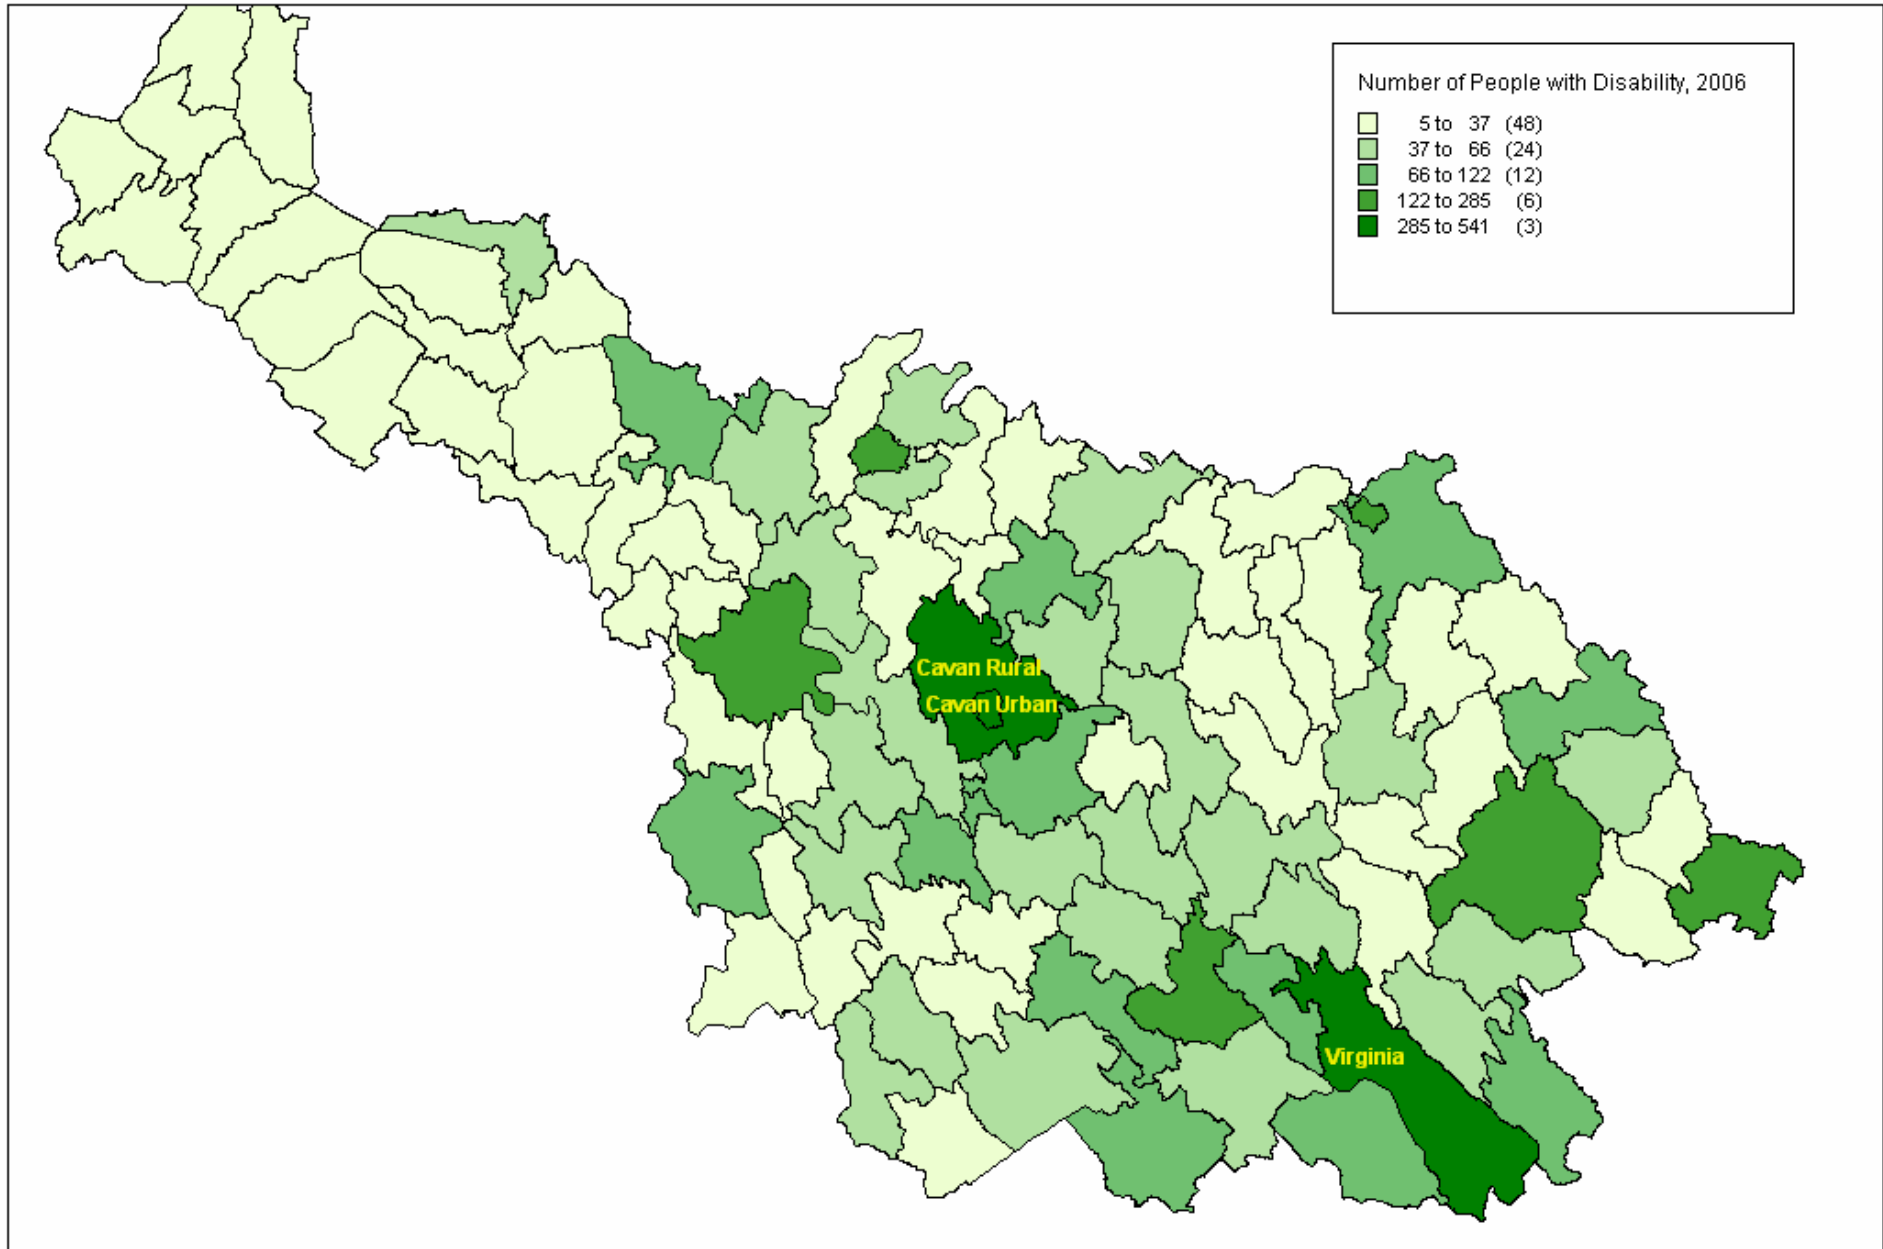 Number of People with Disability, 2006
5 to 37 (48)
37 to 66 (24)
66 to 122 (12)
122 to 285 (6)
285 to 541 (3)
Cavan Rural
Cavan Urban
Virginia